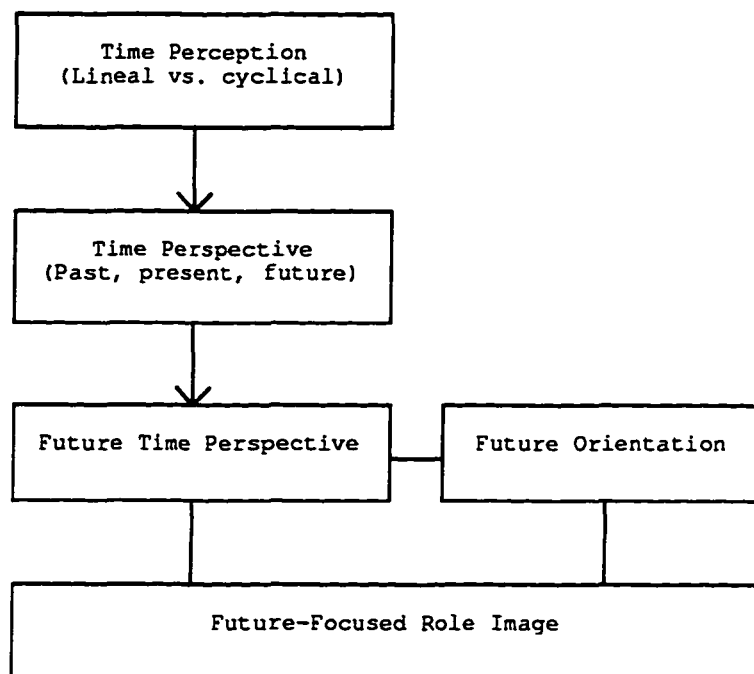 Time Perception
(Lineal vs. cyclical)
Time Perspective
(Past, present, future)
Future Time Perspective
Future Orientation
Future-Focused Role Image